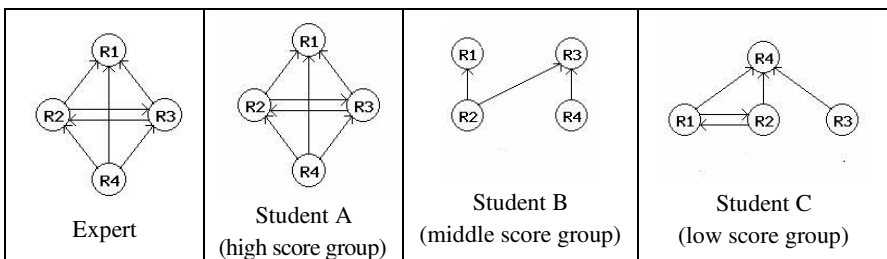 R1
R2
R3
R4
Expert
R1
R2
R3
R4
Student A
(high score group)
R1
R3
R2
R4
Student B
(middle score group)
R4
R1
R2
R3
Student C
(low score group)